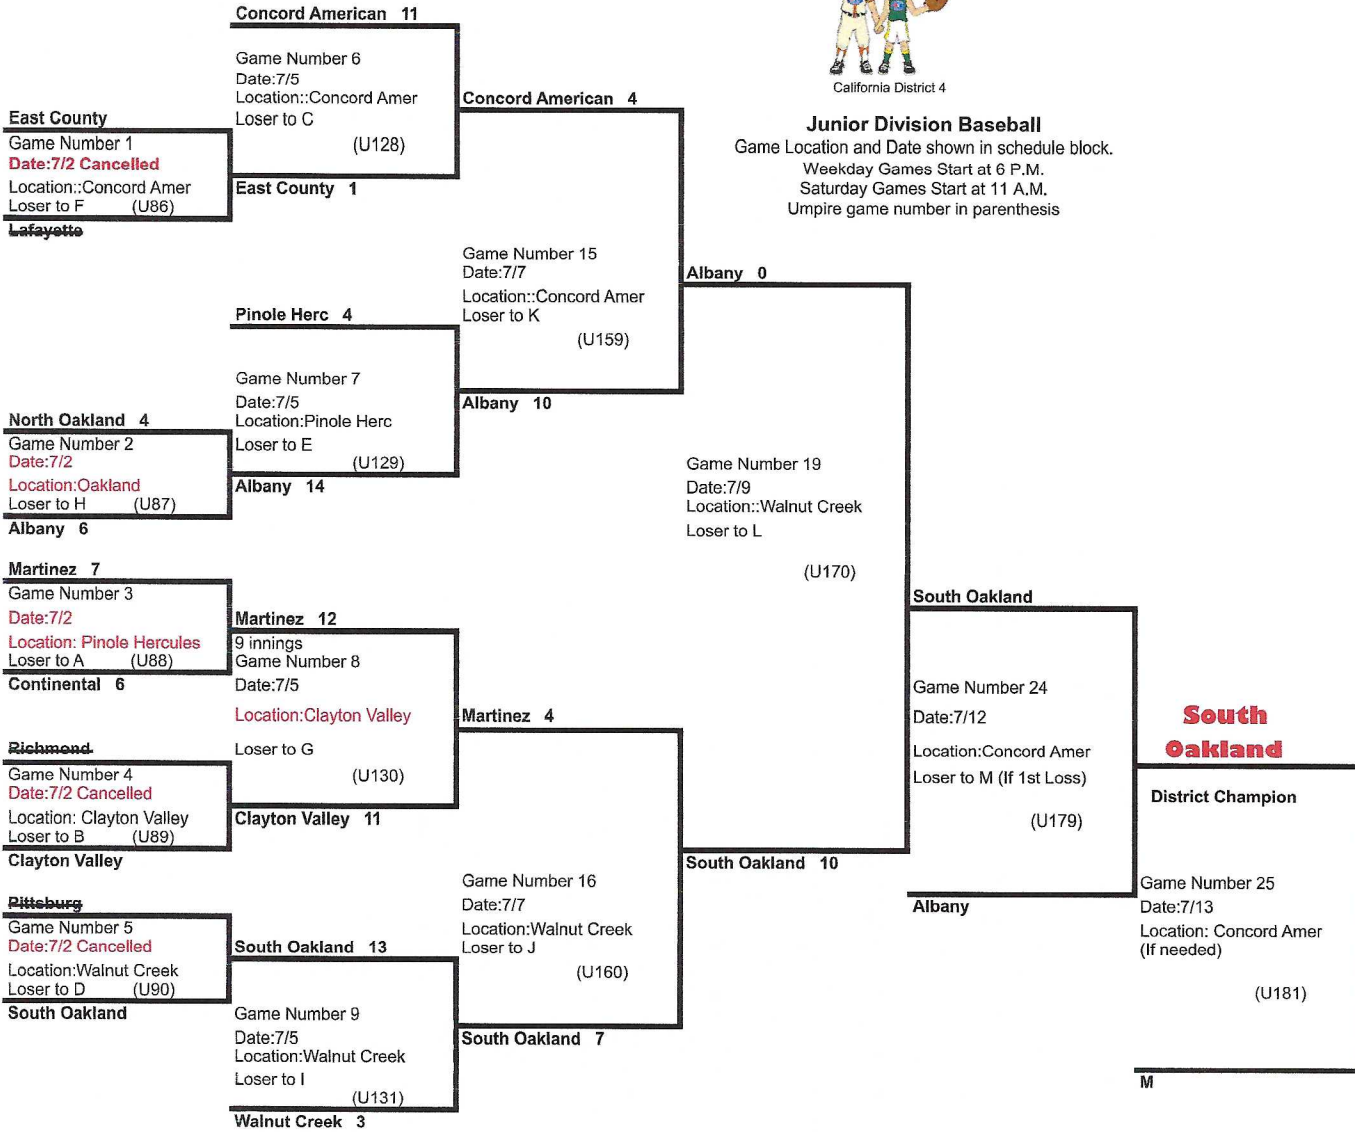 Concord American 11
Game Number 6
Date:7/5
Location::Concord Amer
Loser to C
(U128)
East County 1
East County
Game Number 1
Date:7/2 Cancelled
Location::Concord Amer
Loser to F (U86)
Lafayette
Concord American 4
California District 4
Junior Division Baseball
Game Location and Date shown in schedule block.
Weekday Games Start at 6 P.M.
Saturday Games Start at 11 A.M.
Umpire game number in parenthesis
Game Number 15
Date:7/7
Location::Concord Amer
Loser to K
(U159)
Albany 0
Pinole Herc 4
Game Number 7
Date:7/5
Location:Pinole Herc
Loser to E
(U129)
Albany 14
Albany 10
North Oakland 4
Game Number 2
Date:7/2
Location:Oakland
Loser to H (U87)
Albany 6
Game Number 19
Date:7/9
Location::Walnut Creek
Loser to L
(U170)
Martinez 7
Game Number 3
Date:7/2
Location: Pinole Hercules
Loser to A (U88)
Continental 6
Martinez 12
9 innings
Game Number 8
Date:7/5
Location:Clayton Valley
Loser to G
(U130)
Clayton Valley 11
Richmond
Game Number 4
Date:7/2 Cancelled
Location: Clayton Valley
Loser to B (U89)
Clayton Valley
Martinez 4
South Oakland
Game Number 24
Date:7/12
Location:Concord Amer
Loser to M (If 1st Loss)
(U179)
Albany
South
Oakland
District Champion
Game Number 25
Date:7/13
Location: Concord Amer
(If needed)
(U181)
M
South Oakland 10
Game Number 16
Date:7/7
Location:Walnut Creek
Loser to J
(U160)
South Oakland 7
Pittsburg
Game Number 5
Date:7/2 Cancelled
Location:Walnut Creek
Loser to D (U90)
South Oakland
South Oakland 13
Game Number 9
Date:7/5
Location:Walnut Creek
Loser to I
(U131)
Walnut Creek 3